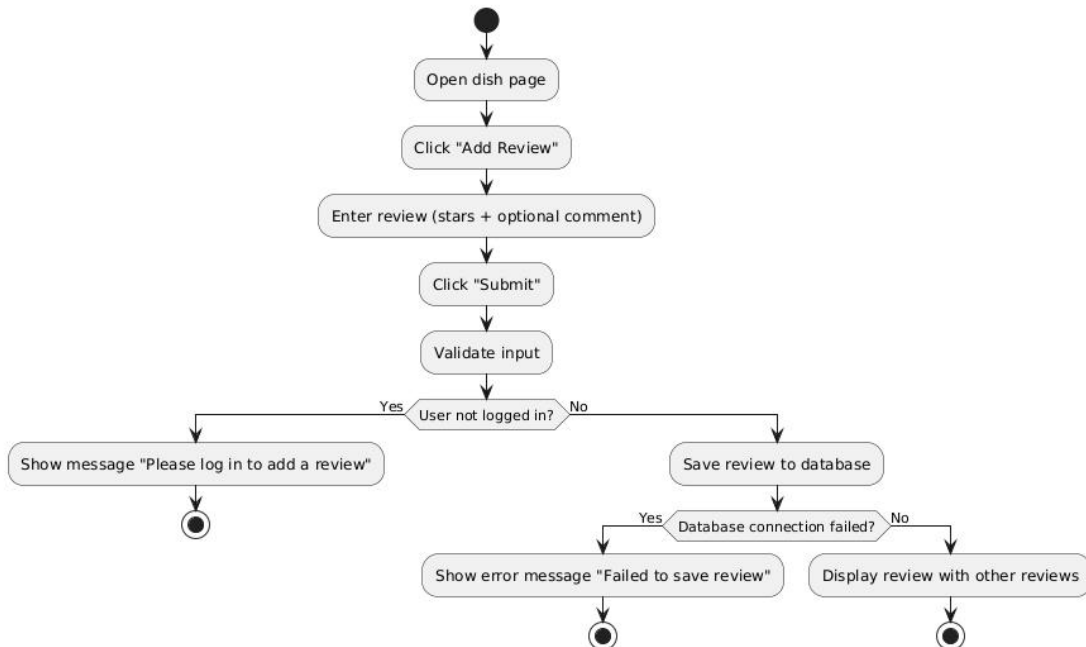 Open dish page
Click "Add Review"
Enter review (stars + optional comment)
Click "Submit"
Validate input
Yes
User not logged in?
No
Show message "Please log in to add a review"
Save review to database
Yes
Database connection failed?
No
Show error message "Failed to save review"
Display review with other reviews